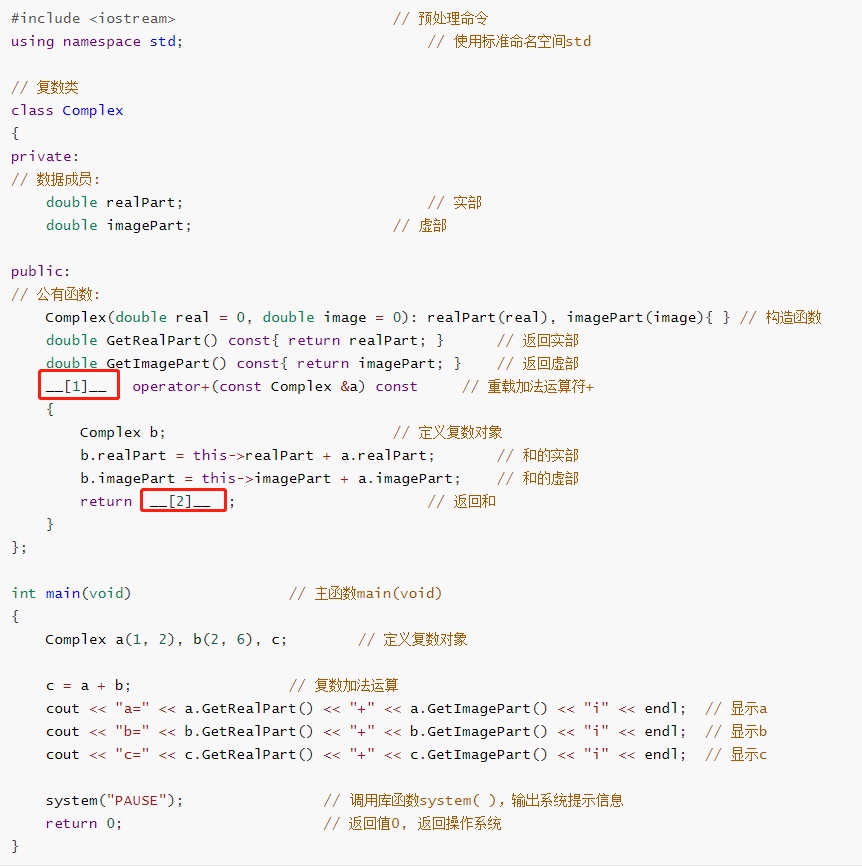 #include <iostream> // 预处理命令
using namespace std; // 使用标准命名空间std
// 复数类
class Complex
{
private:
// 数据成员:
double realPart; // 实部
double imagePart; // 虚部
public:
// 公有函数:
Complex(double real = 0, double image = 0): realPart(real), imagePart(image){ } // 构造函数
double GetRealPart() const{ return realPart; } // 返回实部
double GetImagePart() const{ return imagePart; } // 返回虚部
__[1]__ operator+(const Complex &a) const // 重载加法运算符+
{
Complex b; // 定义复数对象
b.realPart = this->realPart + a.realPart; // 和的实部
b.imagePart = this->imagePart + a.imagePart; // 和的虚部
return __[2]__ ; // 返回和
}
};
int main(void) // 主函数main(void)
{
Complex a(1, 2), b(2, 6), c; // 定义复数对象
c = a + b; // 复数加法运算
cout << "a=" << a.GetRealPart() << "+" << a.GetImagePart() << "i" << endl; // 显示a
cout << "b=" << b.GetRealPart() << "+" << b.GetImagePart() << "i" << endl; // 显示b
cout << "c=" << c.GetRealPart() << "+" << c.GetImagePart() << "i" << endl; // 显示c
system("PAUSE"); // 调用库函数system( ),输出系统提示信息
return 0; // 返回值0, 返回操作系统
}